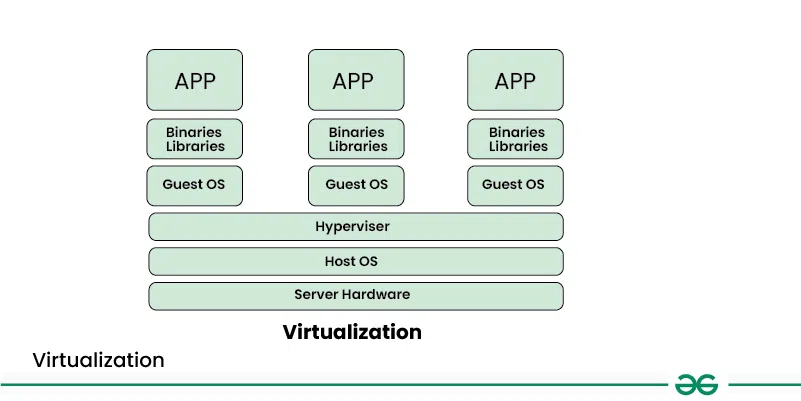 APP APP APP
Binaries Binaries Binaries
Libraries Libraries Libraries
Guest OS Guest OS Guest OS
Hyperviser
Host OS
Server Hardware
Virtualization
Virtualization